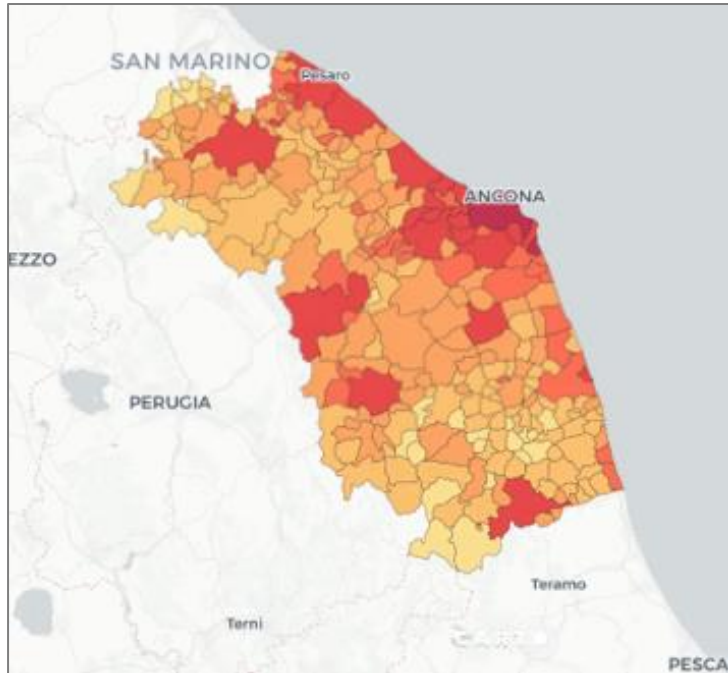 SAN MARINO
Pesaro
ANCONA
EZZO
PERUGIA
Teramo
Terni
PESCA